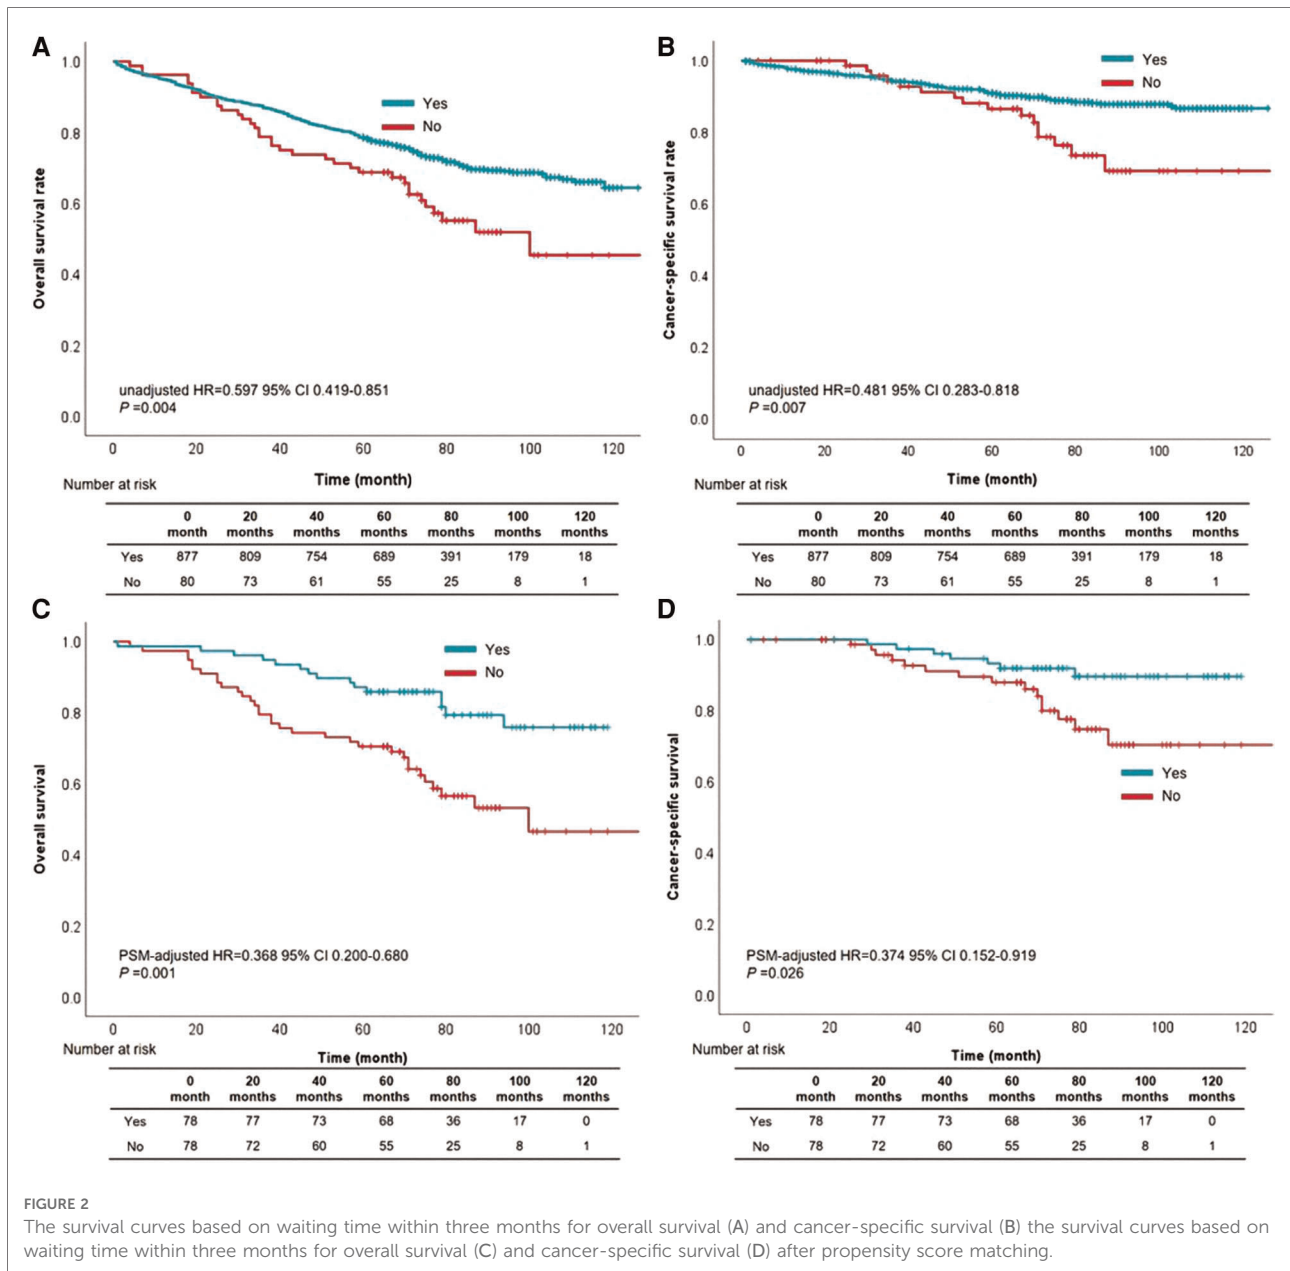 A
1.0
0.8
0.6
0.4
0.2
0.0
Overall survival rate
Yes
No
unadjusted HR=0.597 95% CI 0.419-0.851
P =0.004
0 20 40 60 80 100 120
Time (month)
Number at risk
0 month 20 months 40 months 60 months 80 months 100 months 120 months
Yes 877 809 754 689 391 179 18
No 80 73 61 55 25 8 1
B
1.0
0.8
0.6
0.4
0.2
0.0
Cancer-specific survival rate
Yes
No
unadjusted HR=0.481 95% CI 0.283-0.818
P =0.007
0 20 40 60 80 100 120
Time (month)
Number at risk
0 month 20 months 40 months 60 months 80 months 100 months 120 months
Yes 877 809 754 689 391 179 18
No 80 73 61 55 25 8 1
C
1.0
0.8
0.6
0.4
0.2
0.0
Overall survival
Yes
No
PSM-adjusted HR=0.368 95% CI 0.200-0.680
P =0.001
0 20 40 60 80 100 120
Time (month)
Number at risk
0 month 20 months 40 months 60 months 80 months 100 months 120 months
Yes 78 77 73 68 36 17 0
No 78 72 60 55 25 8 1
D
1.0
0.8
0.6
0.4
0.2
0.0
Cancer-specific survival
Yes
No
PSM-adjusted HR=0.374 95% CI 0.152-0.919
P =0.026
0 20 40 60 80 100 120
Time (month)
Number at risk
0 month 20 months 40 months 60 months 80 months 100 months 120 months
Yes 78 77 73 68 36 17 0
No 78 72 60 55 25 8 1
FIGURE 2
The survival curves based on waiting time within three months for overall survival (A) and cancer-specific survival (B) the survival curves based on
waiting time within three months for overall survival (C) and cancer-specific survival (D) after propensity score matching.